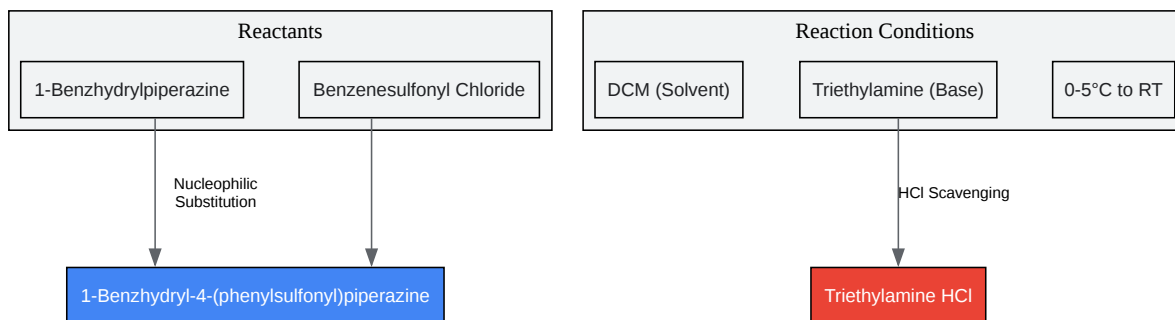 Reactants
Reaction Conditions
1-Benzhydrylpiperazine
Benzenesulfonyl Chloride
DCM (Solvent)
Triethylamine (Base)
0-5°C to RT
Nucleophilic
Substitution
HCl Scavenging
1-Benzhydryl-4-(phenylsulfonyl)piperazine
Triethylamine HCl